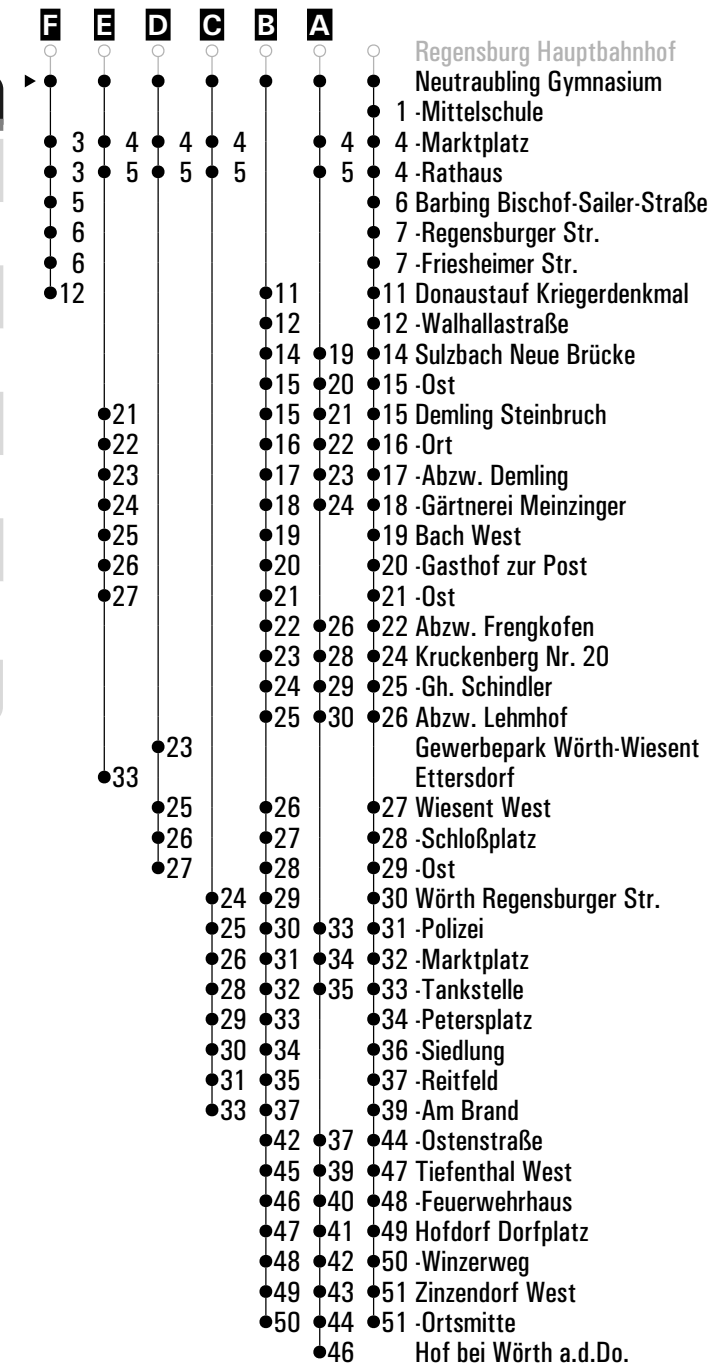 F E D C B A
Regensburg Hauptbahnhof
Neutraubling Gymnasium
1 -Mittelschule
3 4 4 4 4 4 -Marktplatz
3 5 5 5 5 4 -Rathaus
5 6 Barbing Bischof-Sailer-Straße
6 7 -Regensburger Str.
6 7 -Friesheimer Str.
12 11 11 Donaustauf Kriegerdenkmal
12 12 -Walhallastraße
14 19 14 Sulzbach Neue Brücke
15 20 15 -Ost
21 15 21 15 Demling Steinbruch
22 16 22 16 -Ort
23 17 23 17 -Abzw. Demling
24 18 24 18 -Gärtnerei Meinzinger
25 19 19 Bach West
26 20 20 -Gasthof zur Post
27 21 21 -Ost
22 26 22 Abzw. Frengkofen
23 28 24 Kruckenberg Nr. 20
24 29 25 -Gh. Schindler
25 30 26 Abzw. Lehmhof
23 Gewerbepark Wörth-Wiesent
33 Ettersdorf
25 26 27 Wiesent West
26 27 28 -Schloßplatz
27 28 29 -Ost
24 29 30 Wörth Regensburger Str.
25 30 33 31 -Polizei
26 31 34 32 -Marktplatz
28 32 35 33 -Tankstelle
29 33 34 -Petersplatz
30 34 36 -Siedlung
31 35 37 -Reitfeld
33 37 39 -Am Brand
42 37 44 -Ostenstraße
45 39 47 Tiefenthal West
46 40 48 -Feuerwehrhaus
47 41 49 Hofdorf Dorfplatz
48 42 50 -Winzerweg
49 43 51 Zinzendorf West
50 44 51 -Ortsmitte
46 Hof bei Wörth a.d.Do.